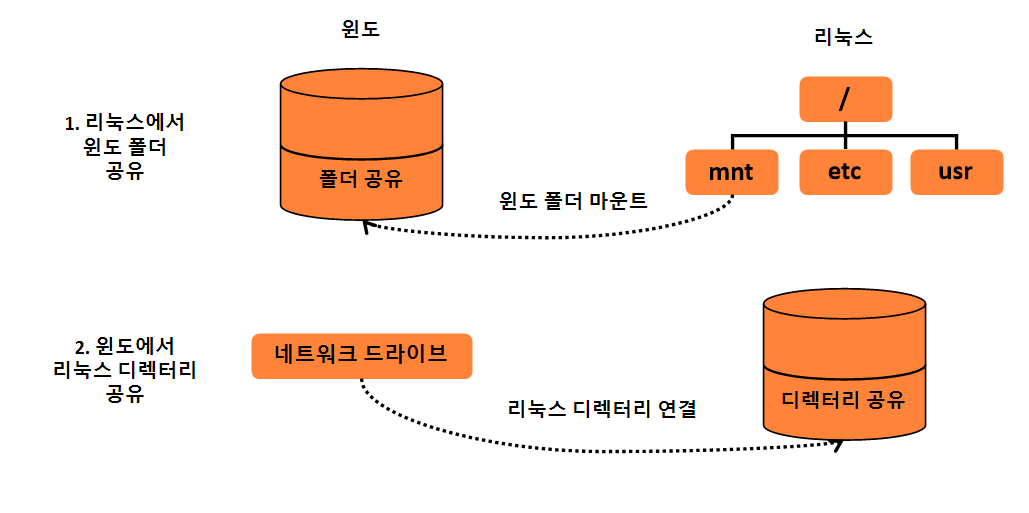 윈도
리눅스
1. 리눅스에서
윈도 폴더
공유
폴더 공유
/
mnt
etc
usr
윈도 폴더 마운트
2. 윈도에서
리눅스 디렉터리
공유
네트워크 드라이브
리눅스 디렉터리 연결
디렉터리 공유